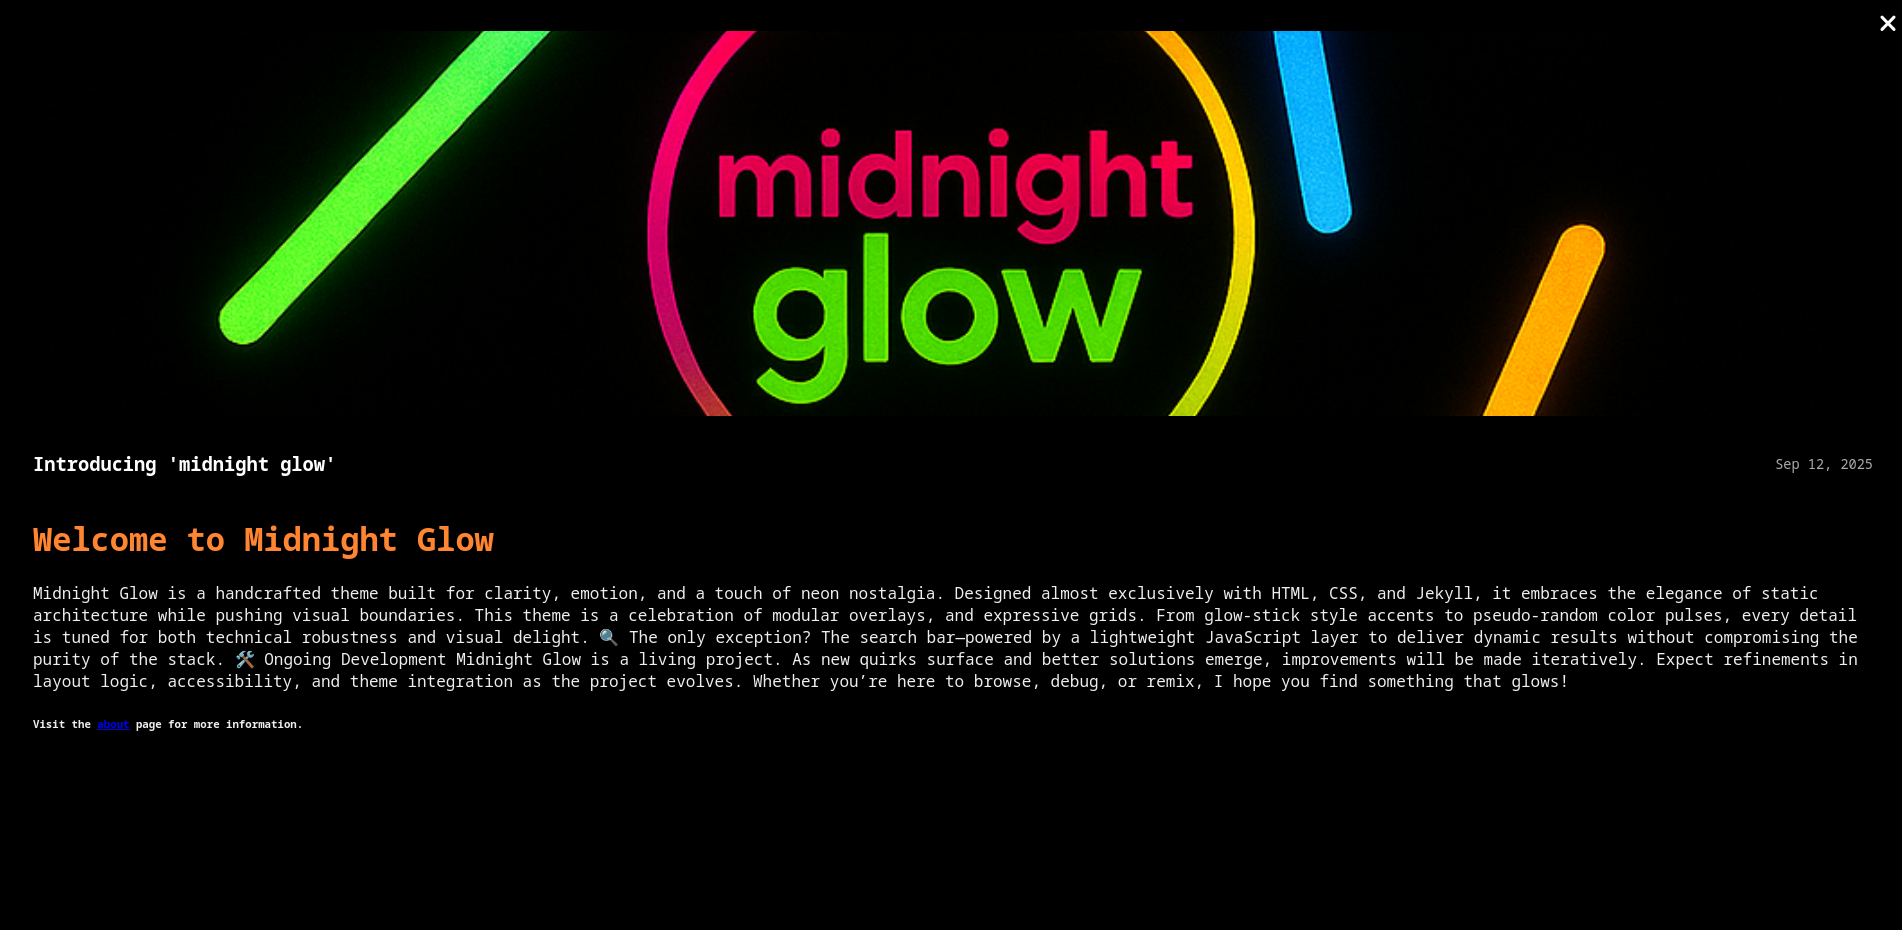 midnight
glow
Introducing 'midnight glow'
Sep 12, 2025
Welcome to Midnight Glow
Midnight Glow is a handcrafted theme built for clarity, emotion, and a touch of neon nostalgia. Designed almost exclusively with HTML, CSS, and Jekyll, it embraces the elegance of static
architecture while pushing visual boundaries. This theme is a celebration of modular overlays, and expressive grids. From glow-stick style accents to pseudo-random color pulses, every detail
is tuned for both technical robustness and visual delight. 🔍 The only exception? The search bar—powered by a lightweight JavaScript layer to deliver dynamic results without compromising the
purity of the stack. 🛠️ Ongoing Development Midnight Glow is a living project. As new quirks surface and better solutions emerge, improvements will be made iteratively. Expect refinements in
layout logic, accessibility, and theme integration as the project evolves. Whether you’re here to browse, debug, or remix, I hope you find something that glows!
Visit the about page for more information.